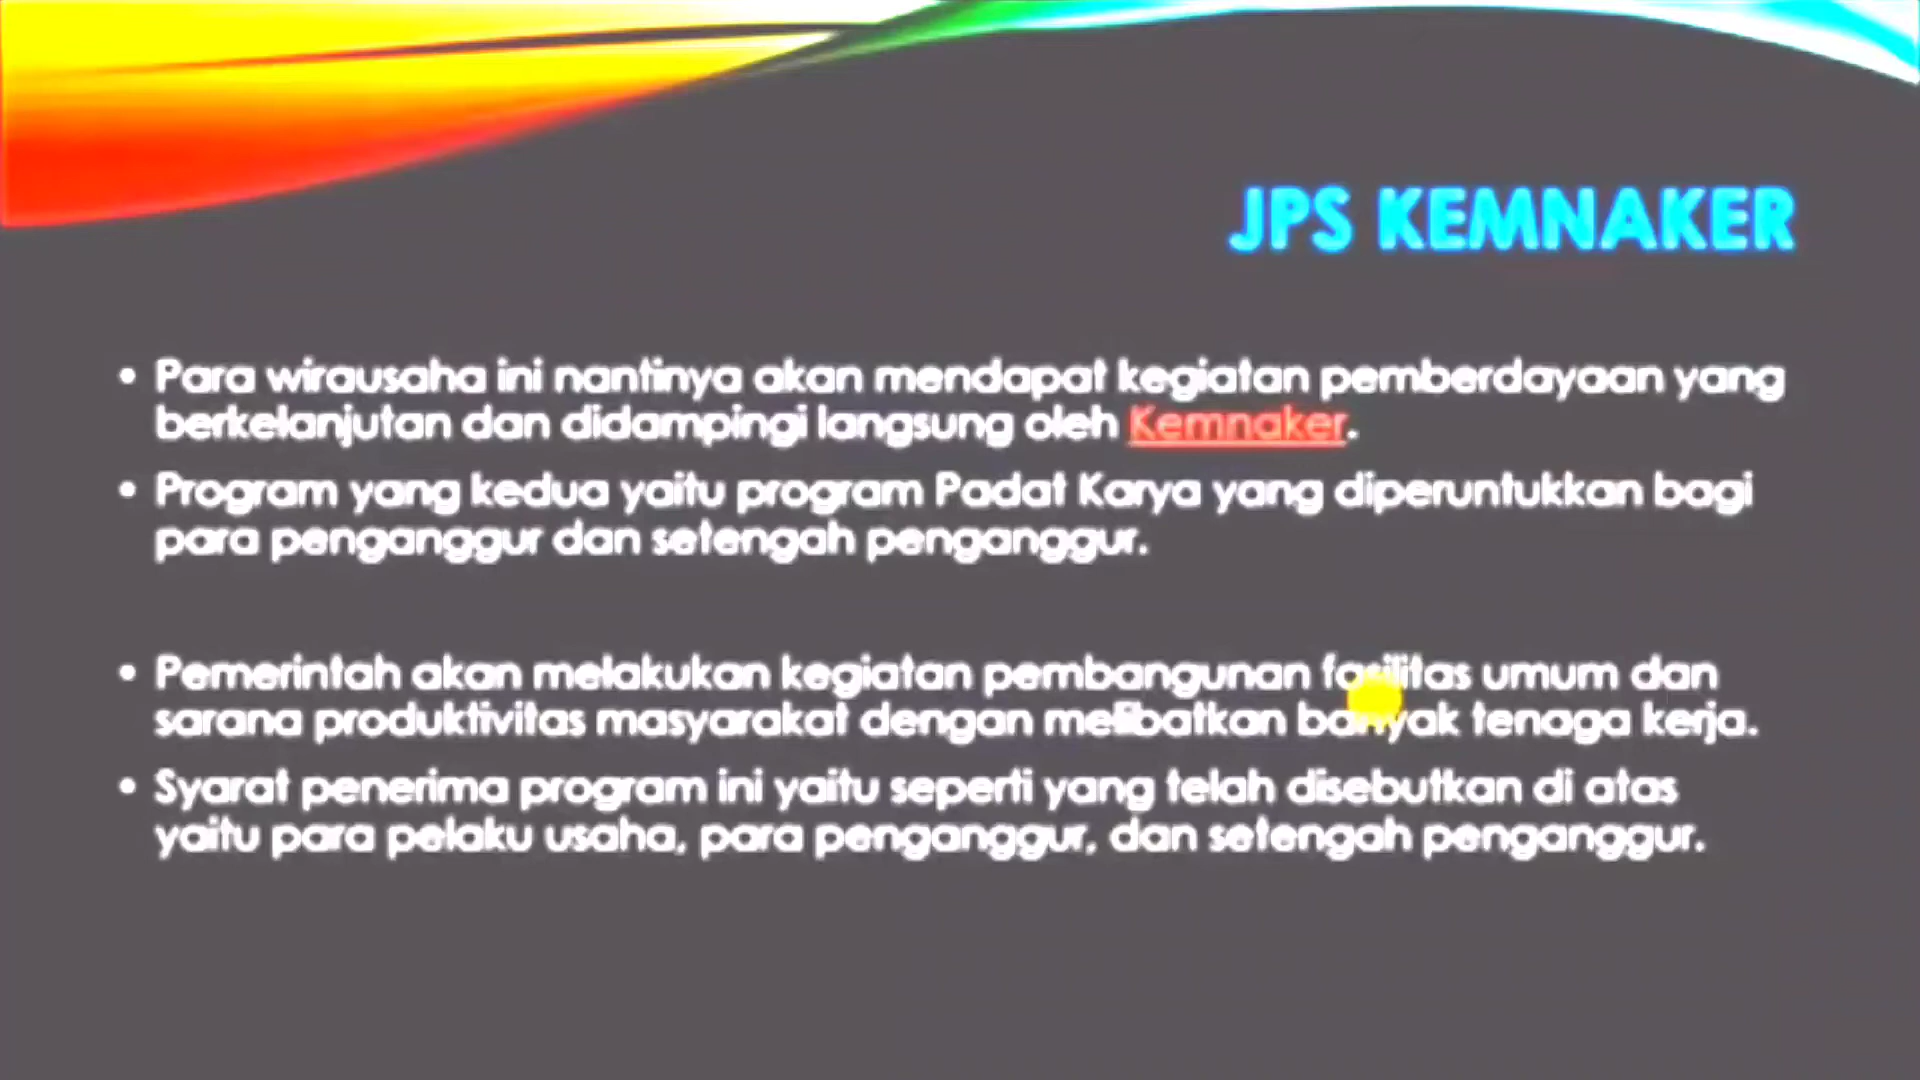 JPS KEMNAKER
• Para wirausaha ini nantinya akan mendapat kegiatan pemberdayaan yang
berkelanjutan dan didampingi langsung oleh Kemnaker.
• Program yang kedua yaitu program Padat Karya yang diperuntukkan bagi
para penganggur dan setengah penganggur.
• Pemerintah akan melakukan kegiatan pembangunan fasilitas umum dan
sarana produktivitas masyarakat dengan melibatkan banyak tenaga kerja.
• Syarat penerima program ini yaitu seperti yang telah disebutkan di atas
yaitu para pelaku usaha, para penganggur, dan setengah penganggur.